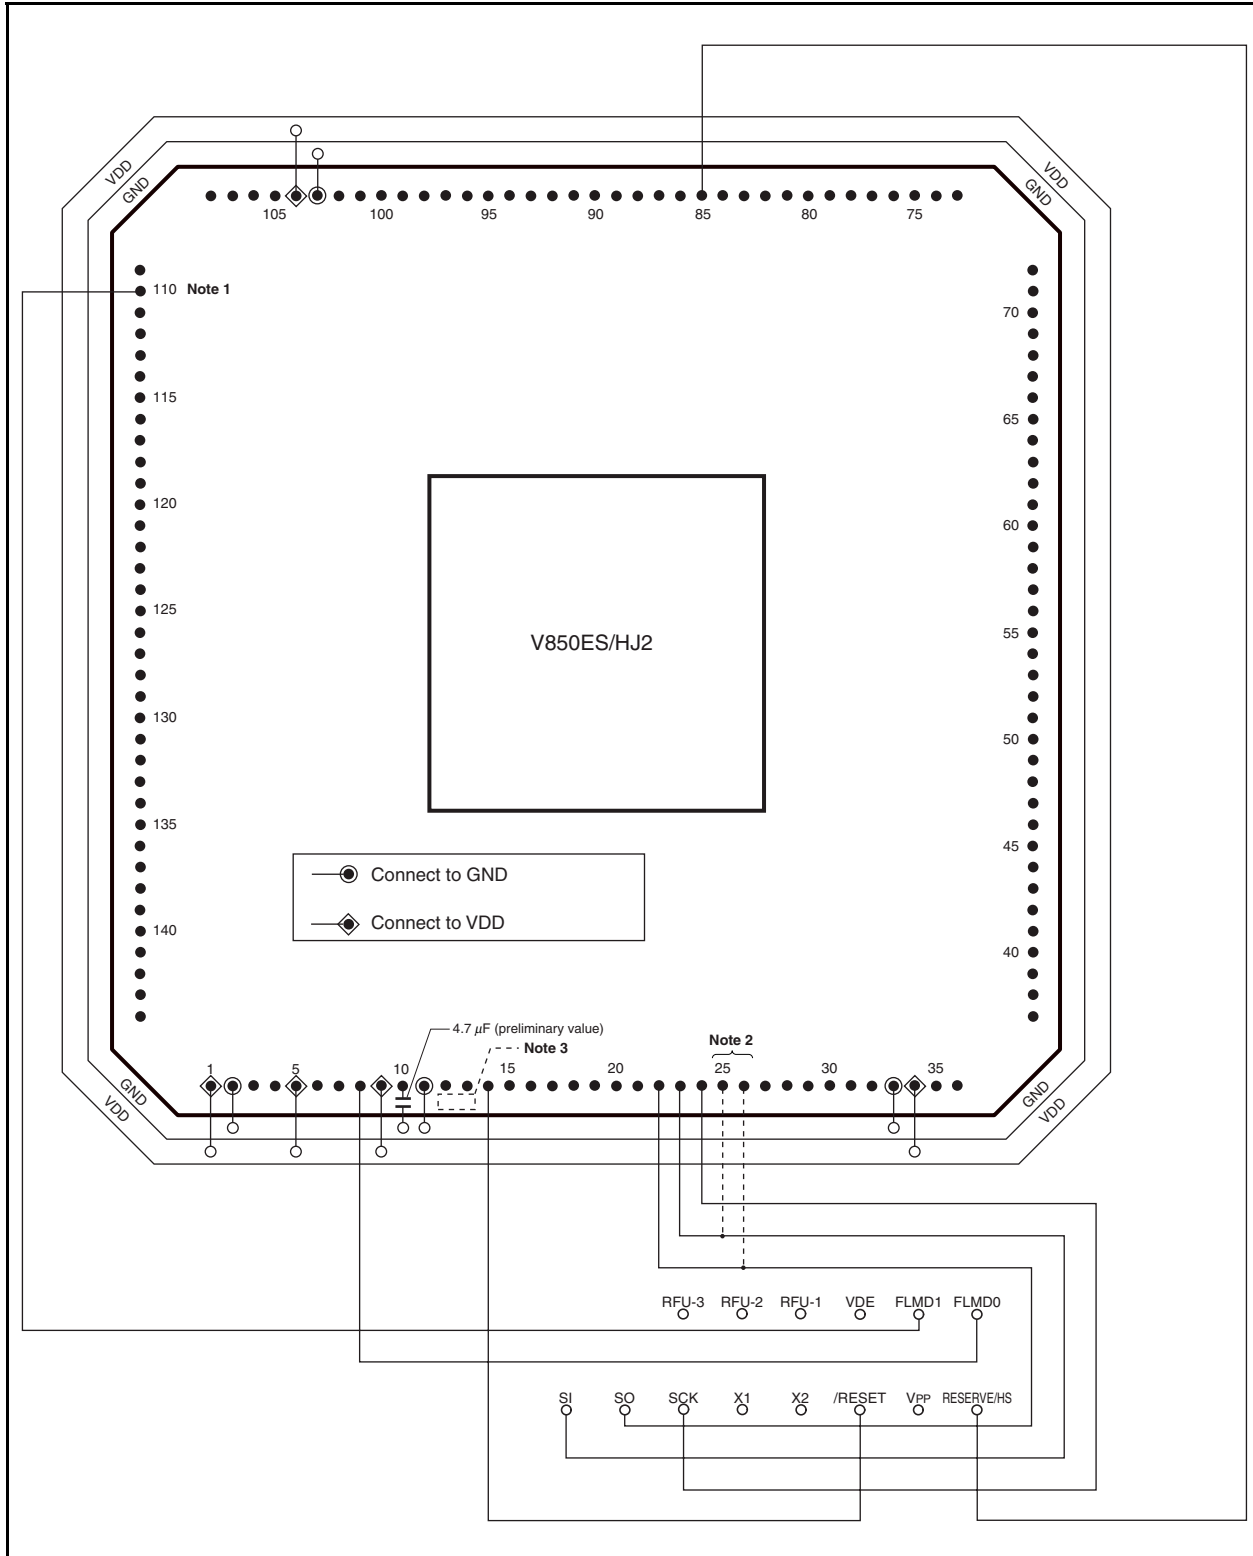 VDD
GND
VDD
GND
105 100 95 90 85 80 75
110 Note 1
70
115
65
120
60
125
55
V850ES/HJ2
130
50
135
45
Connect to GND
Connect to VDD
140
40
4.7 µF (preliminary value)
Note 3
Note 2
1 5 10 15 20 25 30 35
GND
VDD
GND
VDD
RFU-3 RFU-2 RFU-1 VDE FLMD1 FLMD0
SI SO SCK X1 X2 /RESET VPP RESERVE/HS